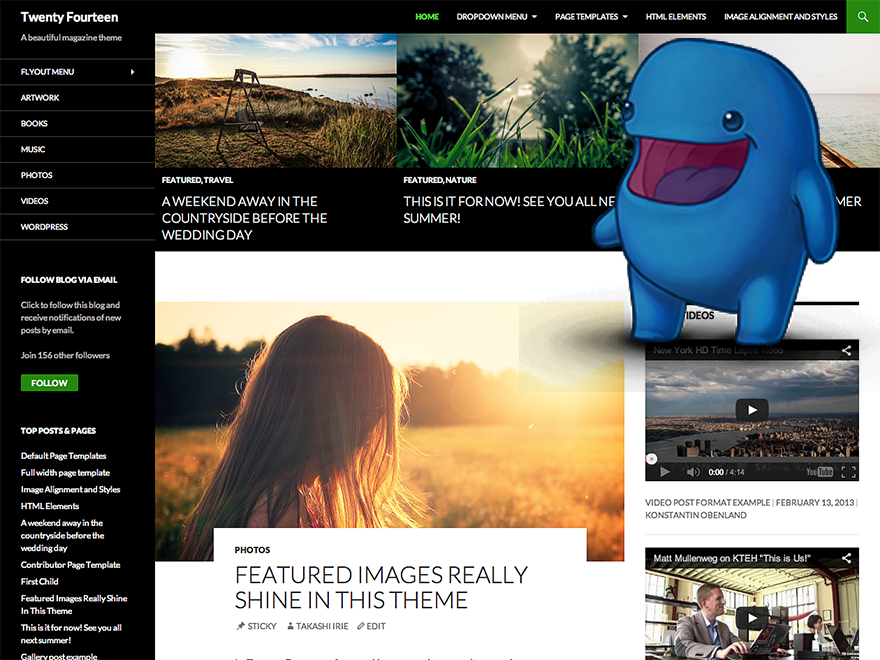 Twenty Fourteen
A beautiful magazine theme
HOME
DROPDOWN MENU
PAGE TEMPLATES
HTML ELEMENTS
IMAGE ALIGNMENT AND STYLES
FLYOUT MENU
ARTWORK
BOOKS
MUSIC
PHOTOS
VIDEOS
WORDPRESS
FOLLOW BLOG VIA EMAIL
Click to follow this blog and
receive notifications of new
posts by email.
Join 156 other followers
FOLLOW
TOP POSTS & PAGES
Default Page Templates
Full width page template
Image Alignment and Styles
HTML Elements
A weekend away in the
countryside before the
wedding day
Contributor Page Template
First Child
Featured Images Really Shine
In This Theme
This is it for now! See you all
next summer!
Gallery post example
FEATURED, TRAVEL
A WEEKEND AWAY IN THE
COUNTRYSIDE BEFORE THE
WEDDING DAY
FEATURED, NATURE
THIS IS IT FOR NOW! SEE YOU ALL NE
SUMMER!
MER
PHOTOS
FEATURED IMAGES REALLY
SHINE IN THIS THEME
STICKY TAKASHI IRIE EDIT
IDEOS
New York HD Time Lapse Video
0:00 / 4:14
YouTube
VIDEO POST FORMAT EXAMPLE | FEBRUARY 13, 2013 |
KONSTANTIN OBENLAND
Matt Mullenweg on KTEH "This is Us!"